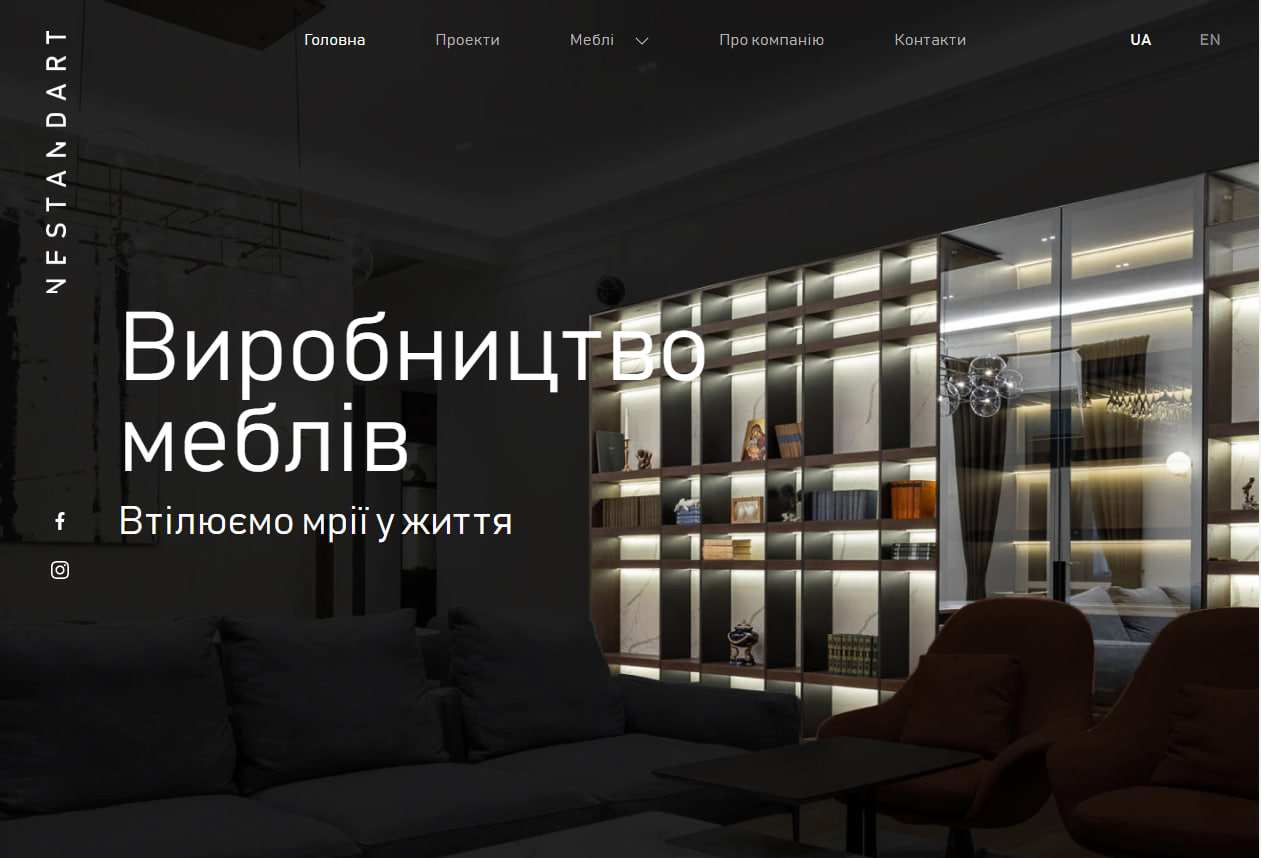 NESTANDART
Головна
Проекти
Меблі
Про компанію
Контакти
UA
EN
Виробництво
меблів
Втілюємо мрії у життя